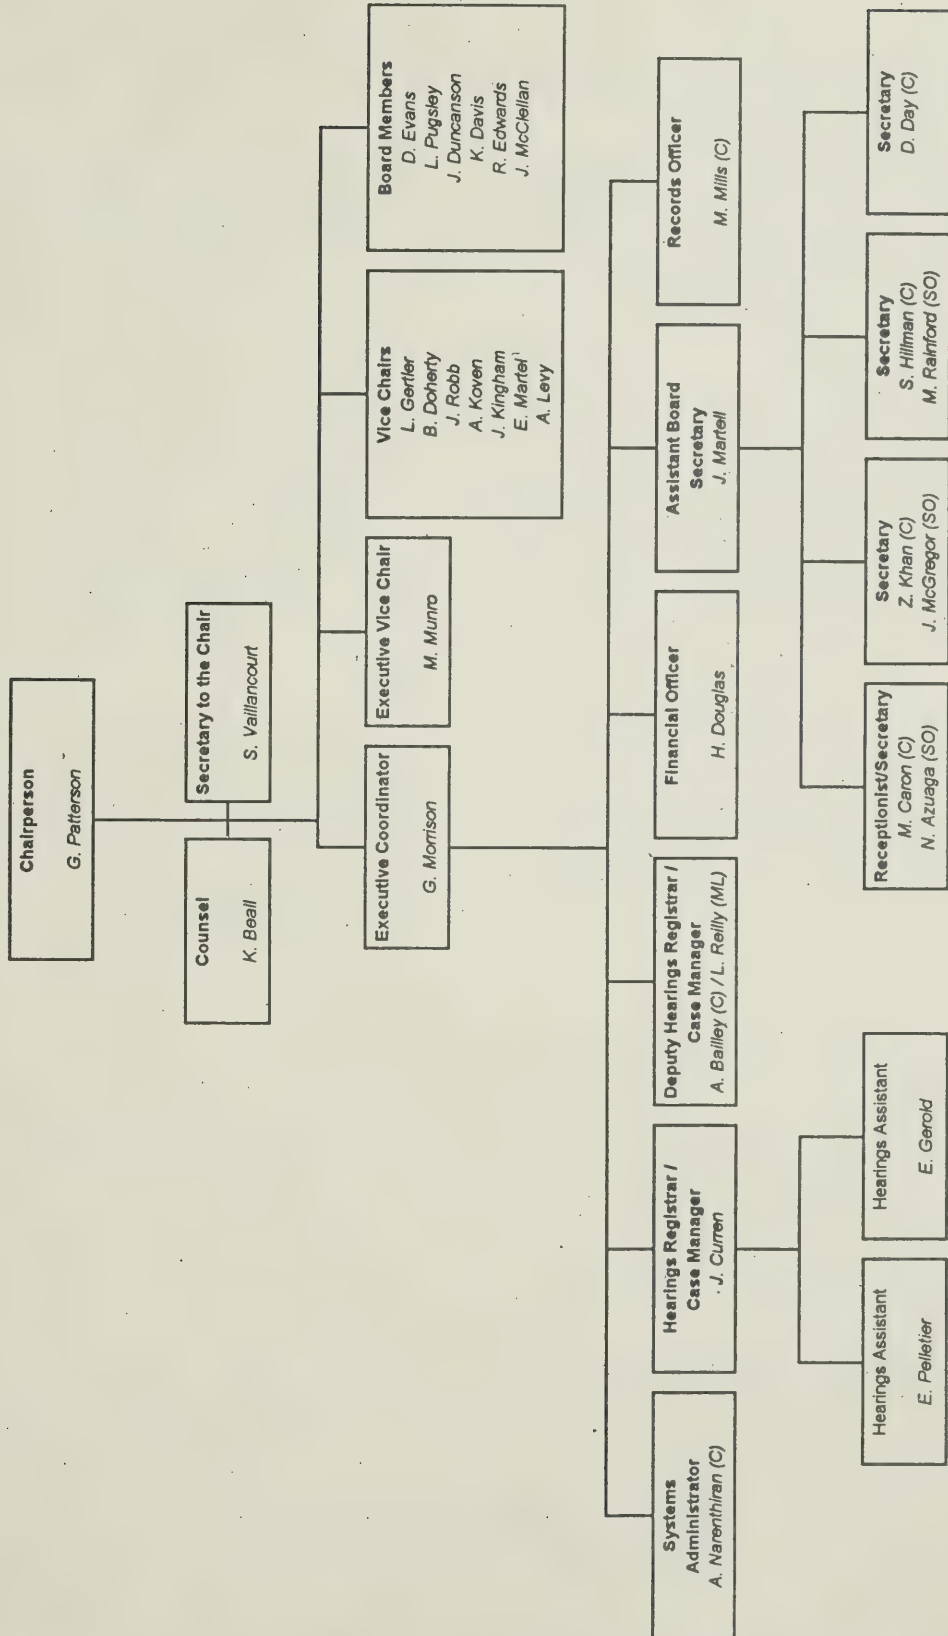 Chairperson
G. Patterson
Counsel
K. Beall
Secretary to the Chair
S. Vaillancourt
Executive Coordinator
G. Morrison
Executive Vice Chair
M. Munro
Vice Chairs
L. Gertler
B. Doherty
J. Robb
A. Koven
J. Kingham
E. Martel
A. Levy
Board Members
D. Evans
L. Pugsley
J. Duncanson
K. Davis
R. Edwards
J. McClellan
Systems
Administrator
A. Narenthiran (C)
Hearings Registrar /
Case Manager
J. Curren
Deputy Hearings Registrar /
Case Manager
A. Bailley (C) / L. Reilly (ML)
Financial Officer
H. Douglas
Assistant Board
Secretary
J. Martell
Records Officer
M. Mills (C)
Hearings Assistant
E. Pelletier
Hearings Assistant
E. Gerold
Receptionist/Secretary
M. Caron (C)
N. Azuaga (SO)
Secretary
Z. Khan (C)
J. McGregor (SO)
Secretary
S. Hillman (C)
M. Rainford (SO)
Secretary
D. Day (C)